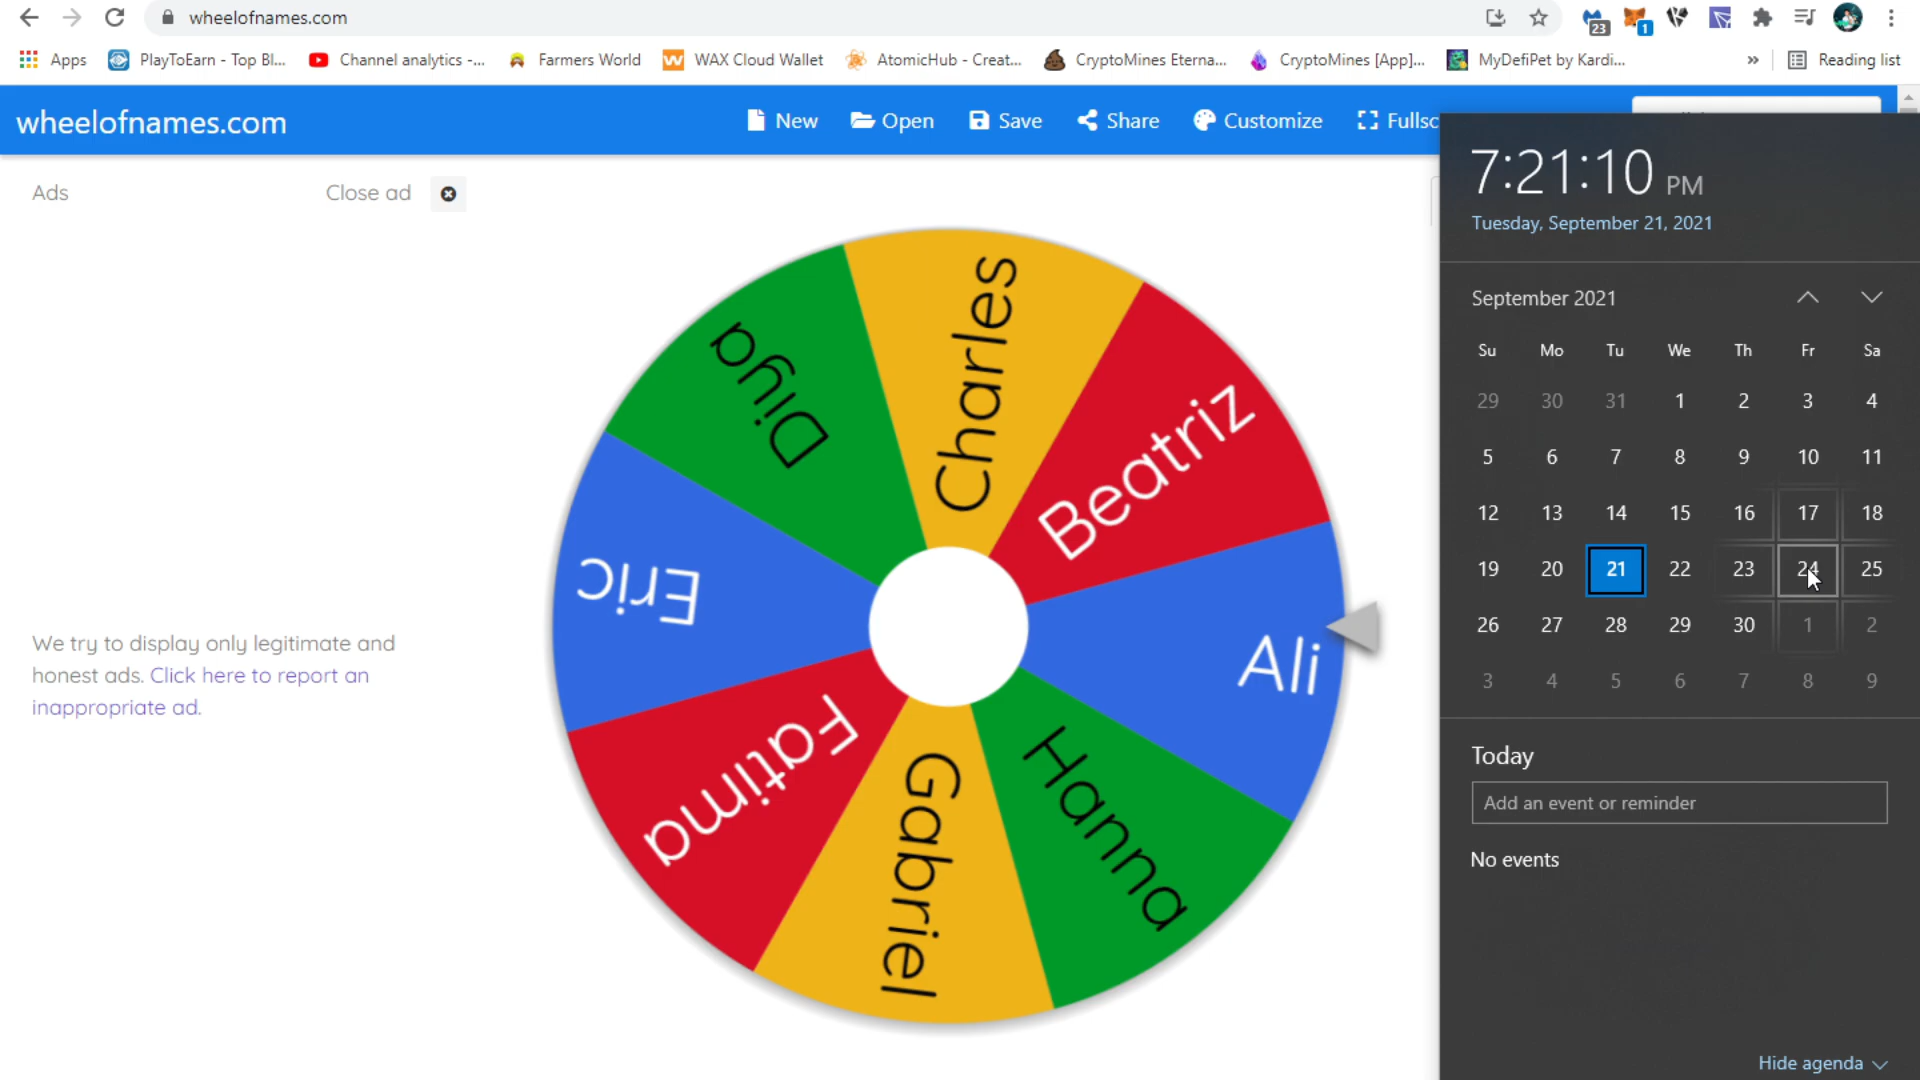 wheelofnames.com
23
1
Apps
PlayToEarn - Top Bl...
Channel analytics -...
Farmers World
WAX Cloud Wallet
AtomicHub - Creat...
CryptoMines Eterna...
CryptoMines [App]...
MyDefiPet by Kardi...
»
Reading list
wheelofnames.com
New
Open
Save
Share
Customize
Fullsc
Ads
Close ad
We try to display only legitimate and
honest ads. Click here to report an
inappropriate ad.
Charles
Beatriz
Ali
Hanna
Gabriel
Fatima
Eric
Diya
7:21:10 PM
Tuesday, September 21, 2021
September 2021
Su Mo Tu We Th Fr Sa
29 30 31 1 2 3 4
5 6 7 8 9 10 11
12 13 14 15 16 17 18
19 20 21 22 23 24 25
26 27 28 29 30 1 2
3 4 5 6 7 8 9
Today
Add an event or reminder
No events
Hide agenda